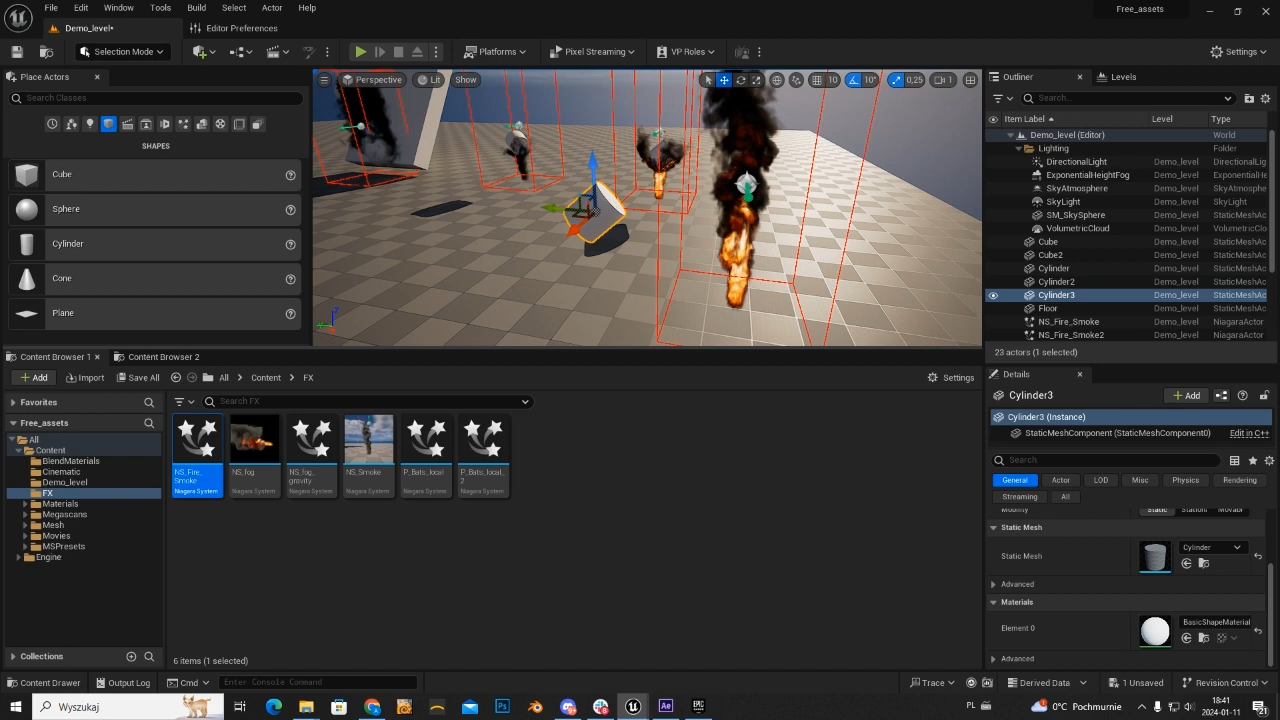 File Edit Window Tools Build Select Actor Help
Free_assets
Demo_level*
Editor Preferences
Selection Mode
Platforms
Pixel Streaming
VP Roles
Settings
Place Actors
Search Classes
SHAPES
Cube
Sphere
Cylinder
Cone
Plane
Perspective
Lit
Show
10
10°
0,25
1
Outliner
Levels
Search...
Item Label
Level
Type
Demo_level (Editor) World
Lighting Folder
DirectionalLight Demo_level DirectionalLig
ExponentialHeightFog Demo_level ExponentialHe
SkyAtmosphere Demo_level SkyAtmosphere
SkyLight Demo_level SkyLight
SM_SkySphere Demo_level StaticMeshAc
VolumetricCloud Demo_level VolumetricClo
Cube Demo_level StaticMeshAc
Cube2 Demo_level StaticMeshAc
Cylinder Demo_level StaticMeshAc
Cylinder2 Demo_level StaticMeshAc
Cylinder3 Demo_level StaticMeshAc
Floor Demo_level StaticMeshAc
NS_Fire_Smoke Demo_level NiagaraActor
NS_Fire_Smoke2 Demo_level NiagaraActor
23 actors (1 selected)
Content Browser 1
Content Browser 2
Add
Import
Save All
All
Content
FX
Settings
Favorites
Free_assets
All
Content
BlendMaterials
Cinematic
Demo_level
FX
Materials
Megascans
Mesh
Movies
MSPresets
Engine
Collections
Search FX
NS_Fire_
Smoke
Niagara System
NS_fog
Niagara System
NS_fog_
gravity
Niagara System
NS_Smoke
Niagara System
P_Bats_local
Niagara System
P_Bats_local_
2
Niagara System
6 items (1 selected)
Details
Cylinder3
Add
Cylinder3 (Instance)
StaticMeshComponent (StaticMeshComponent0)
Edit in C++
Search
General
Actor
LOD
Misc
Physics
Rendering
Streaming
All
Mobility
Static
Static Mesh
Static Mesh
Cylinder
Advanced
Materials
Element 0
BasicShapeMaterial
Advanced
Content Drawer
Output Log
Cmd
Enter Console Command
Trace
Derived Data
1 Unsaved
Revision Control
Wyszukaj
PL
0°C Pochmurnie
18:41
2024-01-11